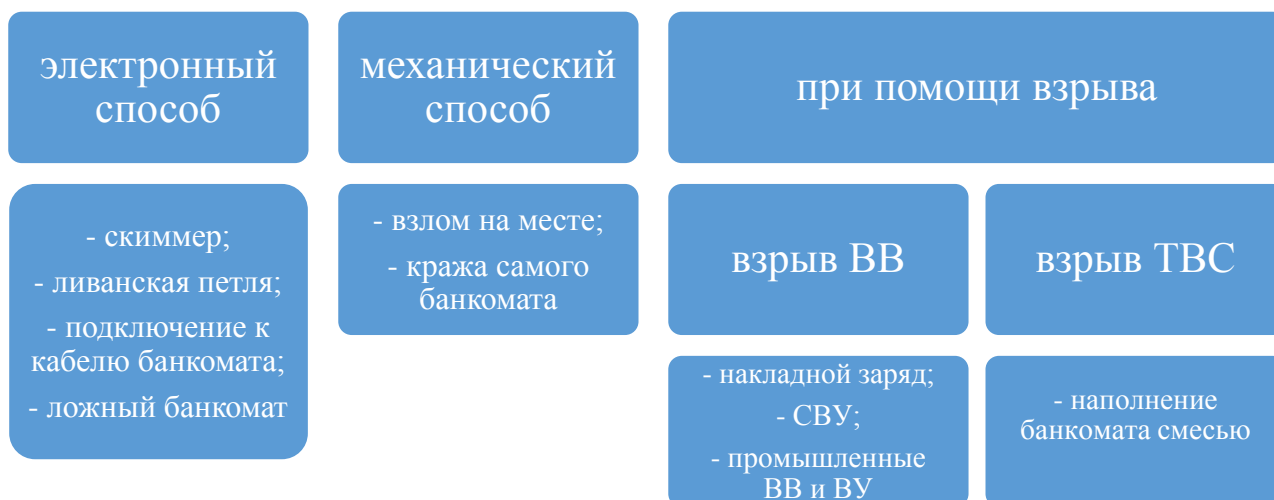 электронный
способ
механический
способ
при помощи взрыва
- скиммер;
- ливанская петля;
- подключение к
кабелю банкомата;
- ложный банкомат
- взлом на месте;
- кража самого
банкомата
взрыв ВВ
взрыв ТВС
- накладной заряд;
- СВУ;
- промышленные
ВВ и ВУ
- наполнение
банкомата смесью